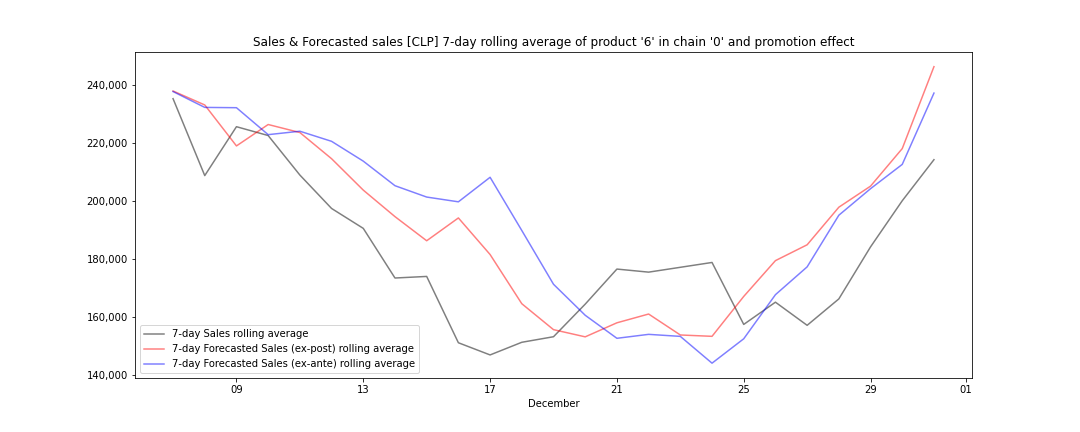 Sales & Forecasted sales [CLP] 7-day rolling average of product '6' in chain '0' and promotion effect
240,000
220,000
200,000
180,000
160,000
140,000
7-day Sales rolling average
7-day Forecasted Sales (ex-post) rolling average
7-day Forecasted Sales (ex-ante) rolling average
09 13 17 21 25 29 01
December